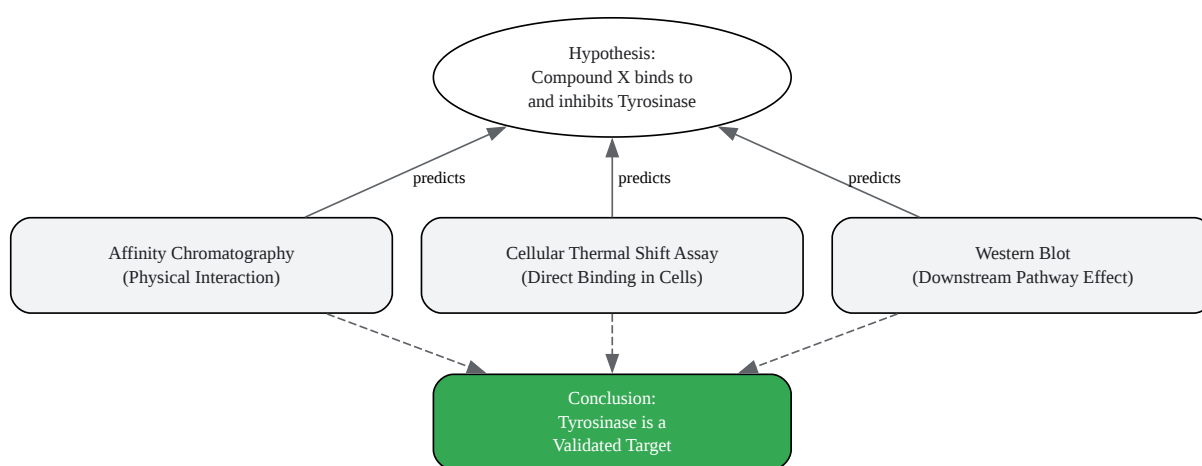 Hypothesis:
Compound X binds to
and inhibits Tyrosinase
predicts
predicts
predicts
Affinity Chromatography
(Physical Interaction)
Cellular Thermal Shift Assay
(Direct Binding in Cells)
Western Blot
(Downstream Pathway Effect)
Conclusion:
Tyrosinase is a
Validated Target